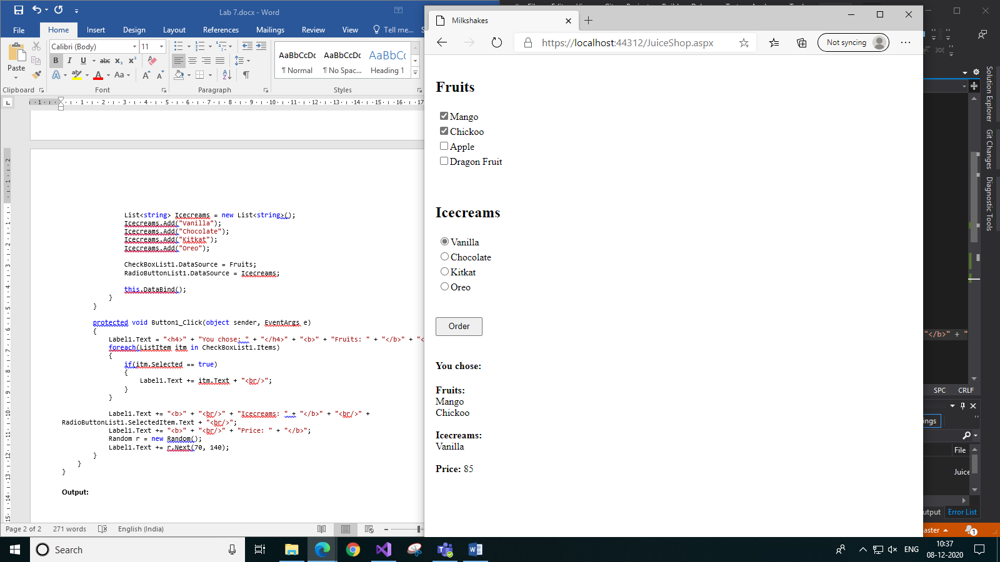 Lab 7.docx - Word
File Home Insert Design Layout References Mailings Review View Tell me...
Paste
Calibri (Body) 11
B I U abc x₂ x²
A ab A Aa A A
AaBbCcDc AaBbCcDc AaBbCc
¶ Normal ¶ No Spac... Heading 1
Clipboard Font Paragraph Styles
List<string> Icecreams = new List<string>();
Icecreams.Add("Vanilla");
Icecreams.Add("Chocolate");
Icecreams.Add("Kitkat");
Icecreams.Add("Oreo");
CheckBoxList1.DataSource = Fruits;
RadioButtonList1.DataSource = Icecreams;
this.DataBind();
}
}
protected void Button1_Click(object sender, EventArgs e)
{
Label1.Text = "<h4>" + "You chose: " + "</h4>" + "<b>" + "Fruits: " + "</b>" + "<
foreach(ListItem itm in CheckBoxList1.Items)
{
if(itm.Selected == true)
{
Label1.Text += itm.Text + "<br/>";
}
}
Label1.Text += "<b>" + "<br/>" + "Icecreams: " + "</b>" + "<br/>" +
RadioButtonList1.SelectedItem.Text + "<br/>";
Label1.Text += "<b>" + "<br/>" + "Price: " + "</b>";
Random r = new Random();
Label1.Text += r.Next(70, 140);
}
}
}
Output:
Page 2 of 2 271 words English (India)
Milkshakes
https://localhost:44312/JuiceShop.aspx
Not syncing
Fruits
Mango
Chickoo
Apple
Dragon Fruit
Icecreams
Vanilla
Chocolate
Kitkat
Oreo
Order
You chose:
Fruits:
Mango
Chickoo
Icecreams:
Vanilla
Price: 85
Solution Explorer
Git Changes
Diagnostic Tools
"</b>" + "
SPC CRLF
ngs
File
Juice
utput Error List
aster 1
Search
ENG
10:37
08-12-2020